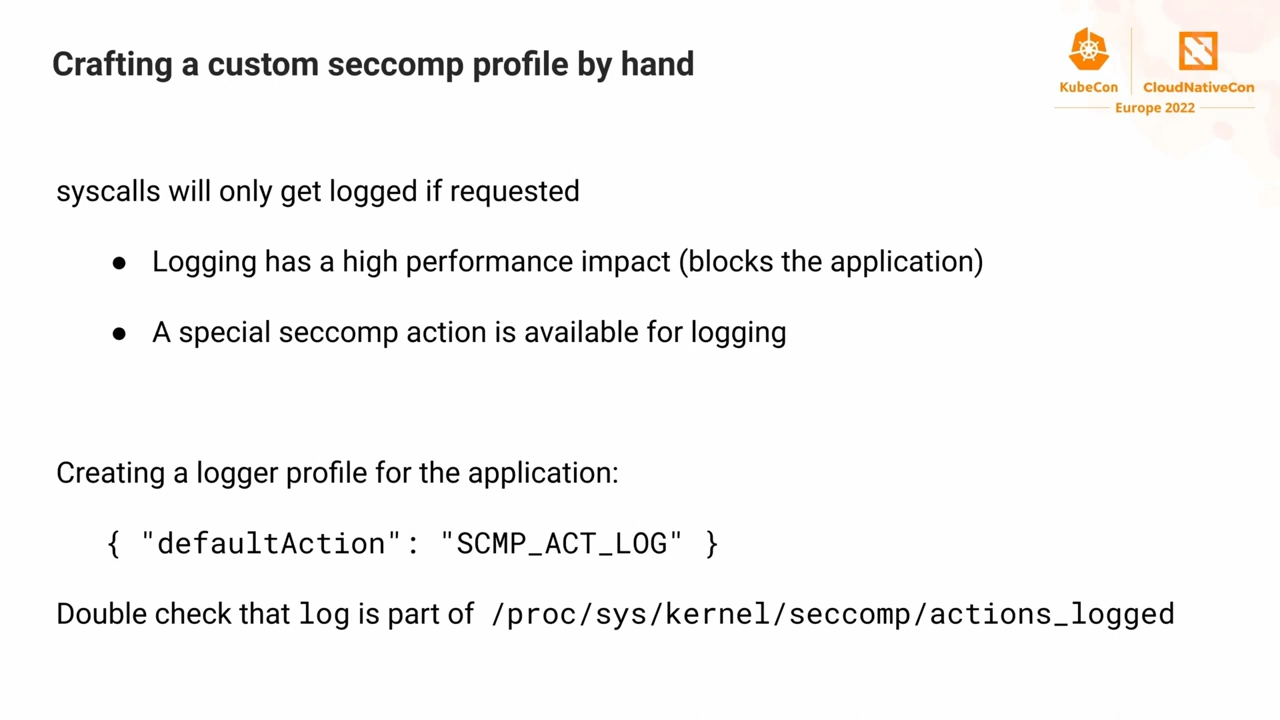 Crafting a custom seccomp profile by hand
KubeCon
CloudNativeCon
Europe 2022
syscalls will only get logged if requested
● Logging has a high performance impact (blocks the application)
● A special seccomp action is available for logging
Creating a logger profile for the application:
{ "defaultAction": "SCMP_ACT_LOG" }
Double check that log is part of /proc/sys/kernel/seccomp/actions_logged